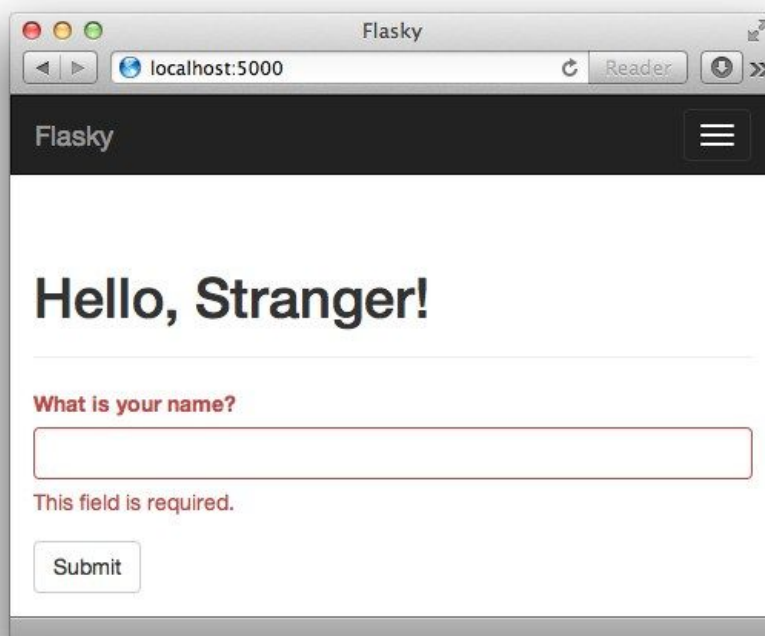 Flasky
localhost:5000
Reader
Flasky
Hello, Stranger!
What is your name?
This field is required.
Submit